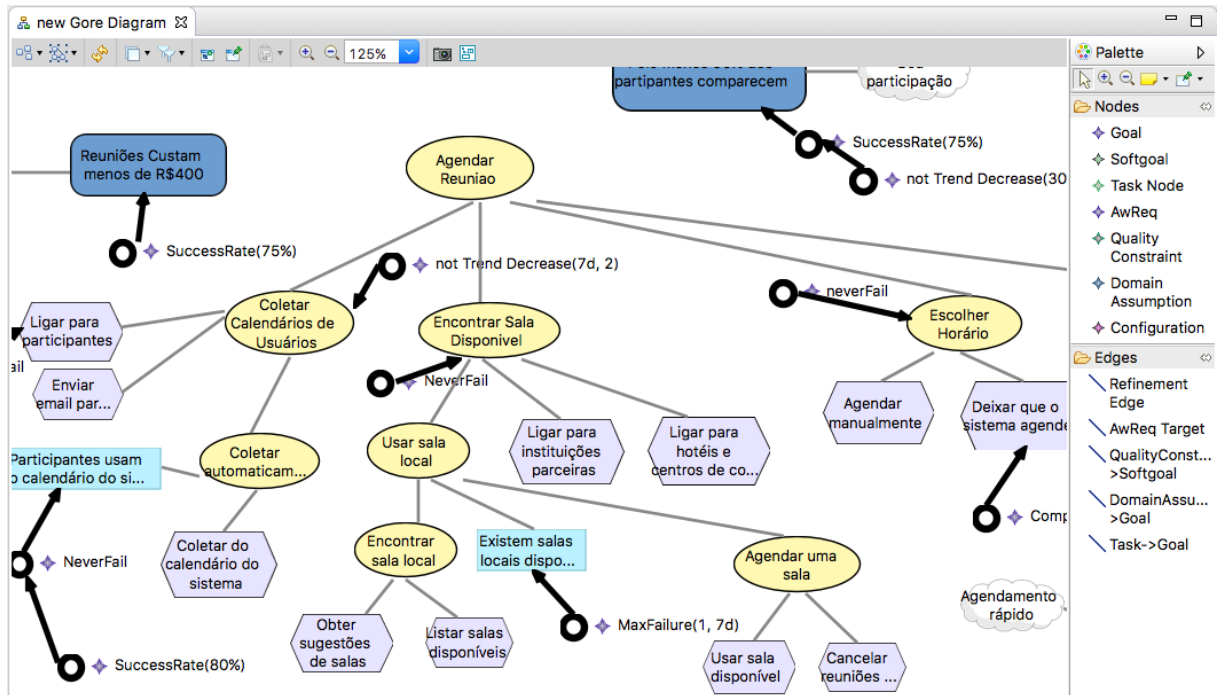 new Gore Diagram
125%
Palette
Nodes
Goal
Softgoal
Task Node
AwReq
Quality
Constraint
Domain
Assumption
Configuration
Edges
Refinement
Edge
AwReq Target
QualityConst...
>Softgoal
DomainAssu...
>Goal
Task->Goal
partipantes comparecem
participação
Reuniões Custam
menos de R$400
SuccessRate(75%)
Agendar
Reuniao
SuccessRate(75%)
not Trend Decrease(30
not Trend Decrease(7d, 2)
neverFail
Ligar para
participantes
ail
Coletar
Calendários de
Usuários
Encontrar Sala
Disponivel
Escolher
Horário
NeverFail
Enviar
email par...
Agendar
manualmente
Deixar que o
sistema agende
Usar sala
local
Ligar para
instituições
parceiras
Ligar para
hotéis e
centros de co...
Participantes usam
o calendário do si...
Coletar
automaticam...
Comp
NeverFail
Coletar do
calendário do
sistema
Encontrar
sala local
Existem salas
locais dispo...
Agendar uma
sala
Agendamento
rápido
Obter
sugestões
de salas
Listar salas
disponíveis
MaxFailure(1, 7d)
SuccessRate(80%)
Usar sala
disponível
Cancelar
reuniões ...